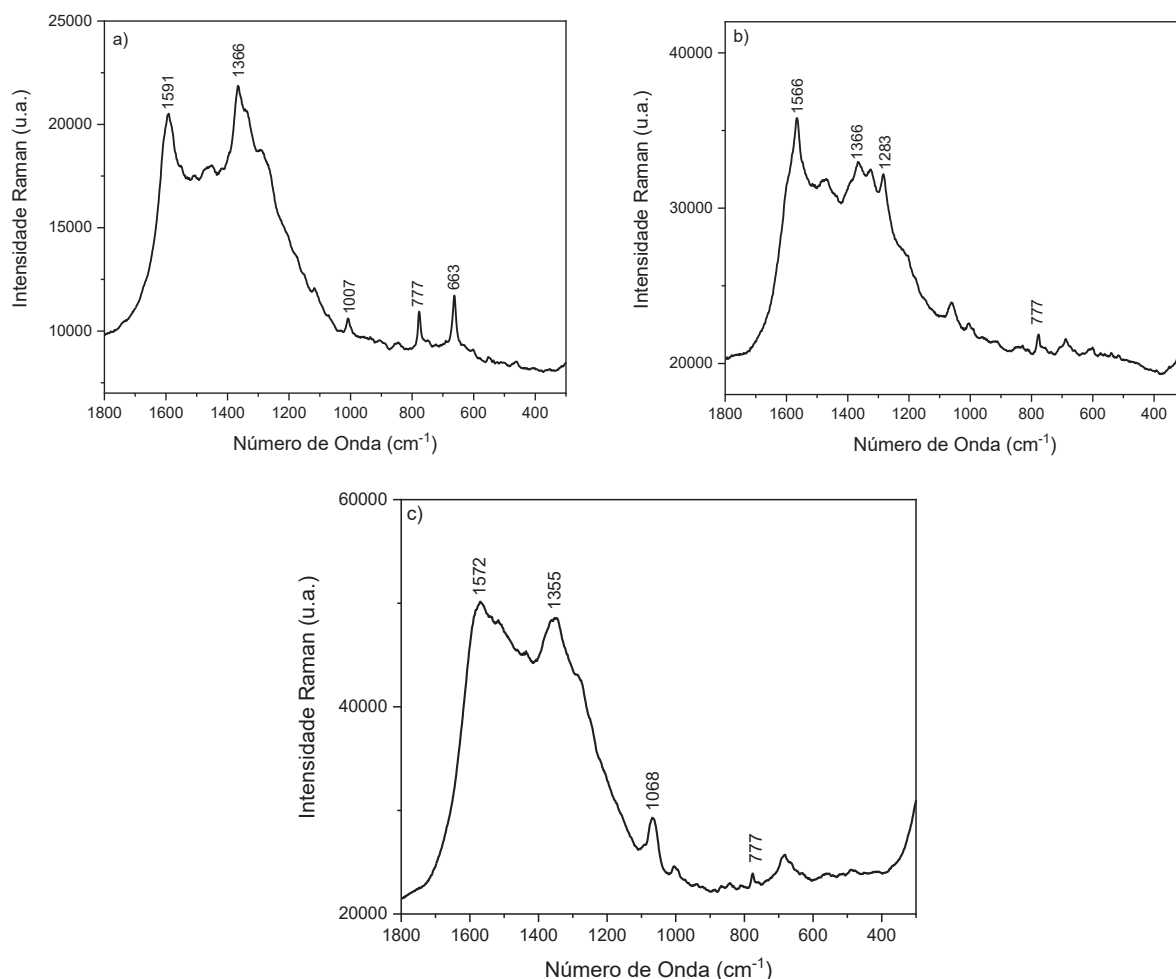 a)
25000
20000
15000
10000
Intensidade Raman (u.a.)
1591
1366
1007
777
663
1800 1600 1400 1200 1000 800 600 400
Número de Onda (cm-1)
b)
40000
30000
20000
Intensidade Raman (u.a.)
1566
1366
1283
777
1800 1600 1400 1200 1000 800 600 400
Número de Onda (cm-1)
c)
60000
40000
20000
Intensidade Raman (u.a.)
1572
1355
1068
777
1800 1600 1400 1200 1000 800 600 400
Número de Onda (cm-1)